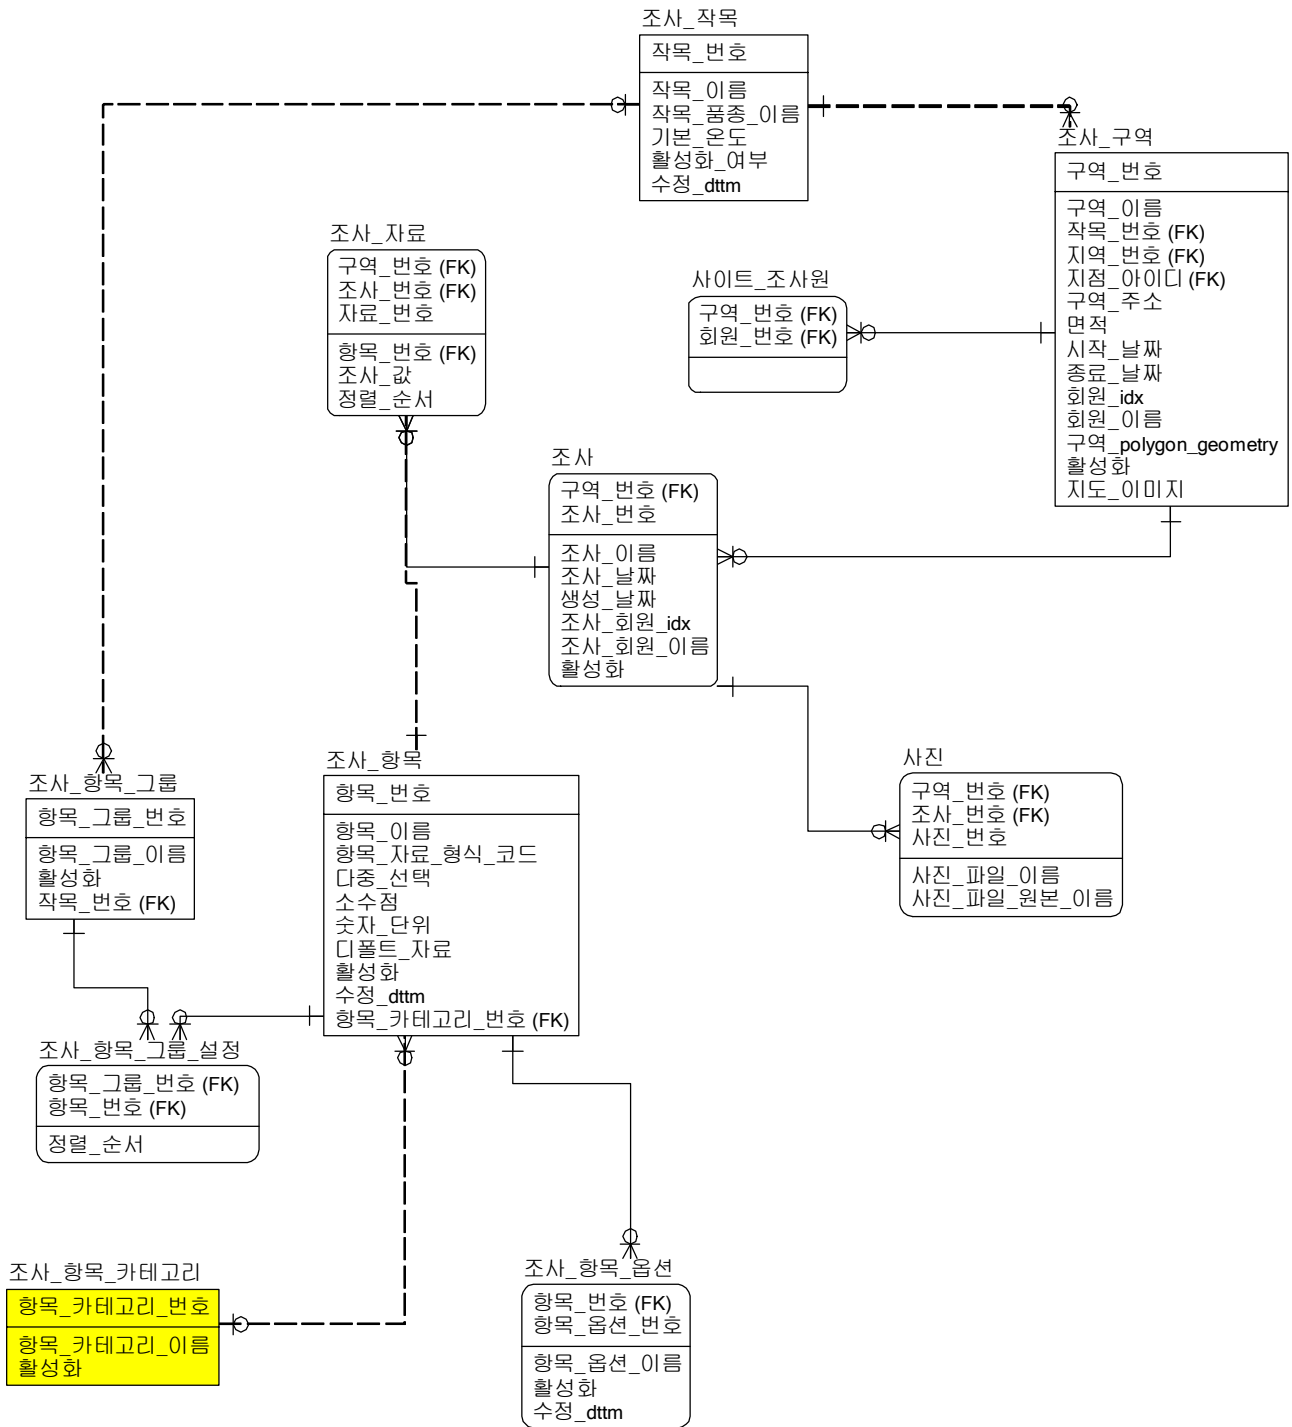 조사_작목
작목_번호
작목_이름
작목_품종_이름
기본_온도
활성화_여부
수정_dttm
조사_구역
구역_번호
구역_이름
작목_번호 (FK)
지역_번호 (FK)
지점_아이디 (FK)
구역_주소
면적
시작_날짜
종료_날짜
회원_idx
회원_이름
구역_polygon_geometry
활성화
지도_이미지
조사_자료
구역_번호 (FK)
조사_번호 (FK)
자료_번호
항목_번호 (FK)
조사_값
정렬_순서
사이트_조사원
구역_번호 (FK)
회원_번호 (FK)
조사
구역_번호 (FK)
조사_번호
조사_이름
조사_날짜
생성_날짜
조사_회원_idx
조사_회원_이름
활성화
조사_항목_그룹
항목_그룹_번호
항목_그룹_이름
활성화
작목_번호 (FK)
조사_항목
항목_번호
항목_이름
항목_자료_형식_코드
다중_선택
소수점
숫자_단위
디폴트_자료
활성화
수정_dttm
항목_카테고리_번호 (FK)
사진
구역_번호 (FK)
조사_번호 (FK)
사진_번호
사진_파일_이름
사진_파일_원본_이름
조사_항목_그룹_설정
항목_그룹_번호 (FK)
항목_번호 (FK)
정렬_순서
조사_항목_카테고리
항목_카테고리_번호
항목_카테고리_이름
활성화
조사_항목_옵션
항목_번호 (FK)
항목_옵션_번호
항목_옵션_이름
활성화
수정_dttm